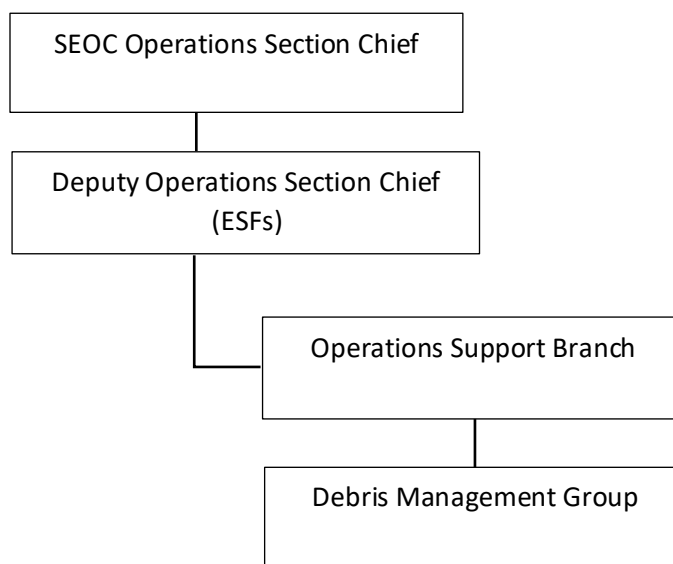 SEOC Operations Section Chief
Deputy Operations Section Chief
(ESFs)
Operations Support Branch
Debris Management Group